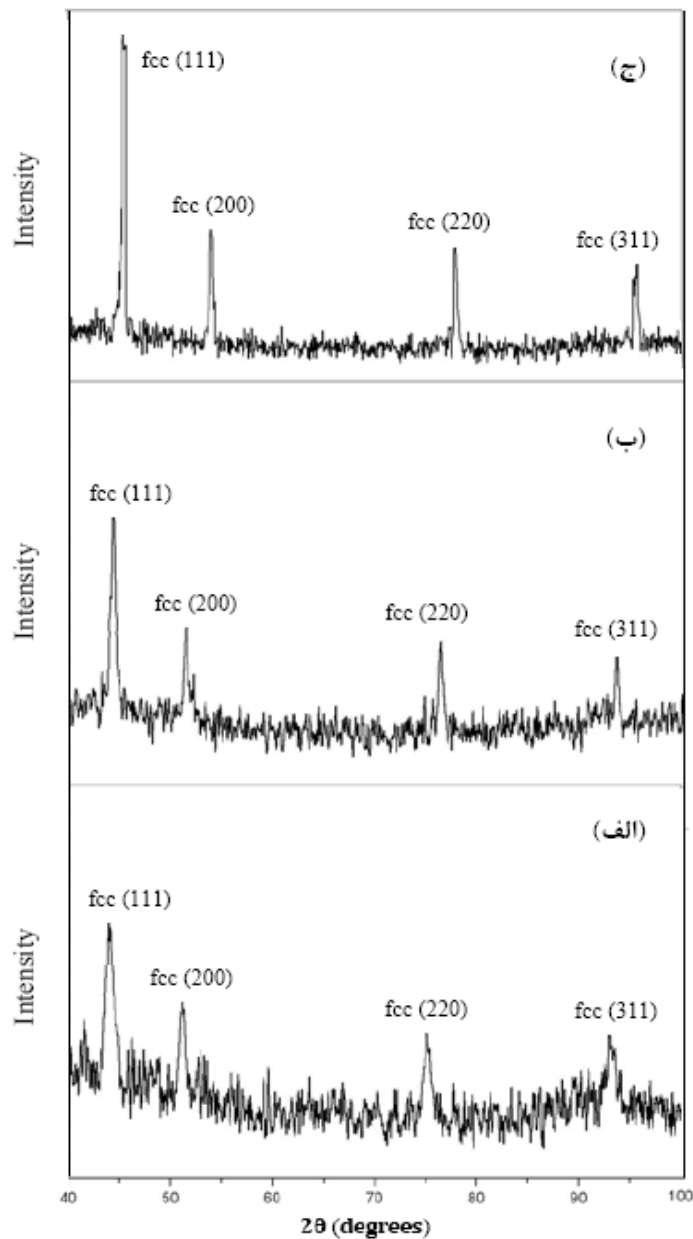 fcc (111)
(ج)
fcc (200)
fcc (220)
fcc (311)
Intensity
(ب)
fcc (111)
fcc (200)
fcc (220)
fcc (311)
Intensity
(الف)
fcc (111)
fcc (200)
fcc (220)
fcc (311)
Intensity
40 50 60 70 80 90 100
2θ (degrees)